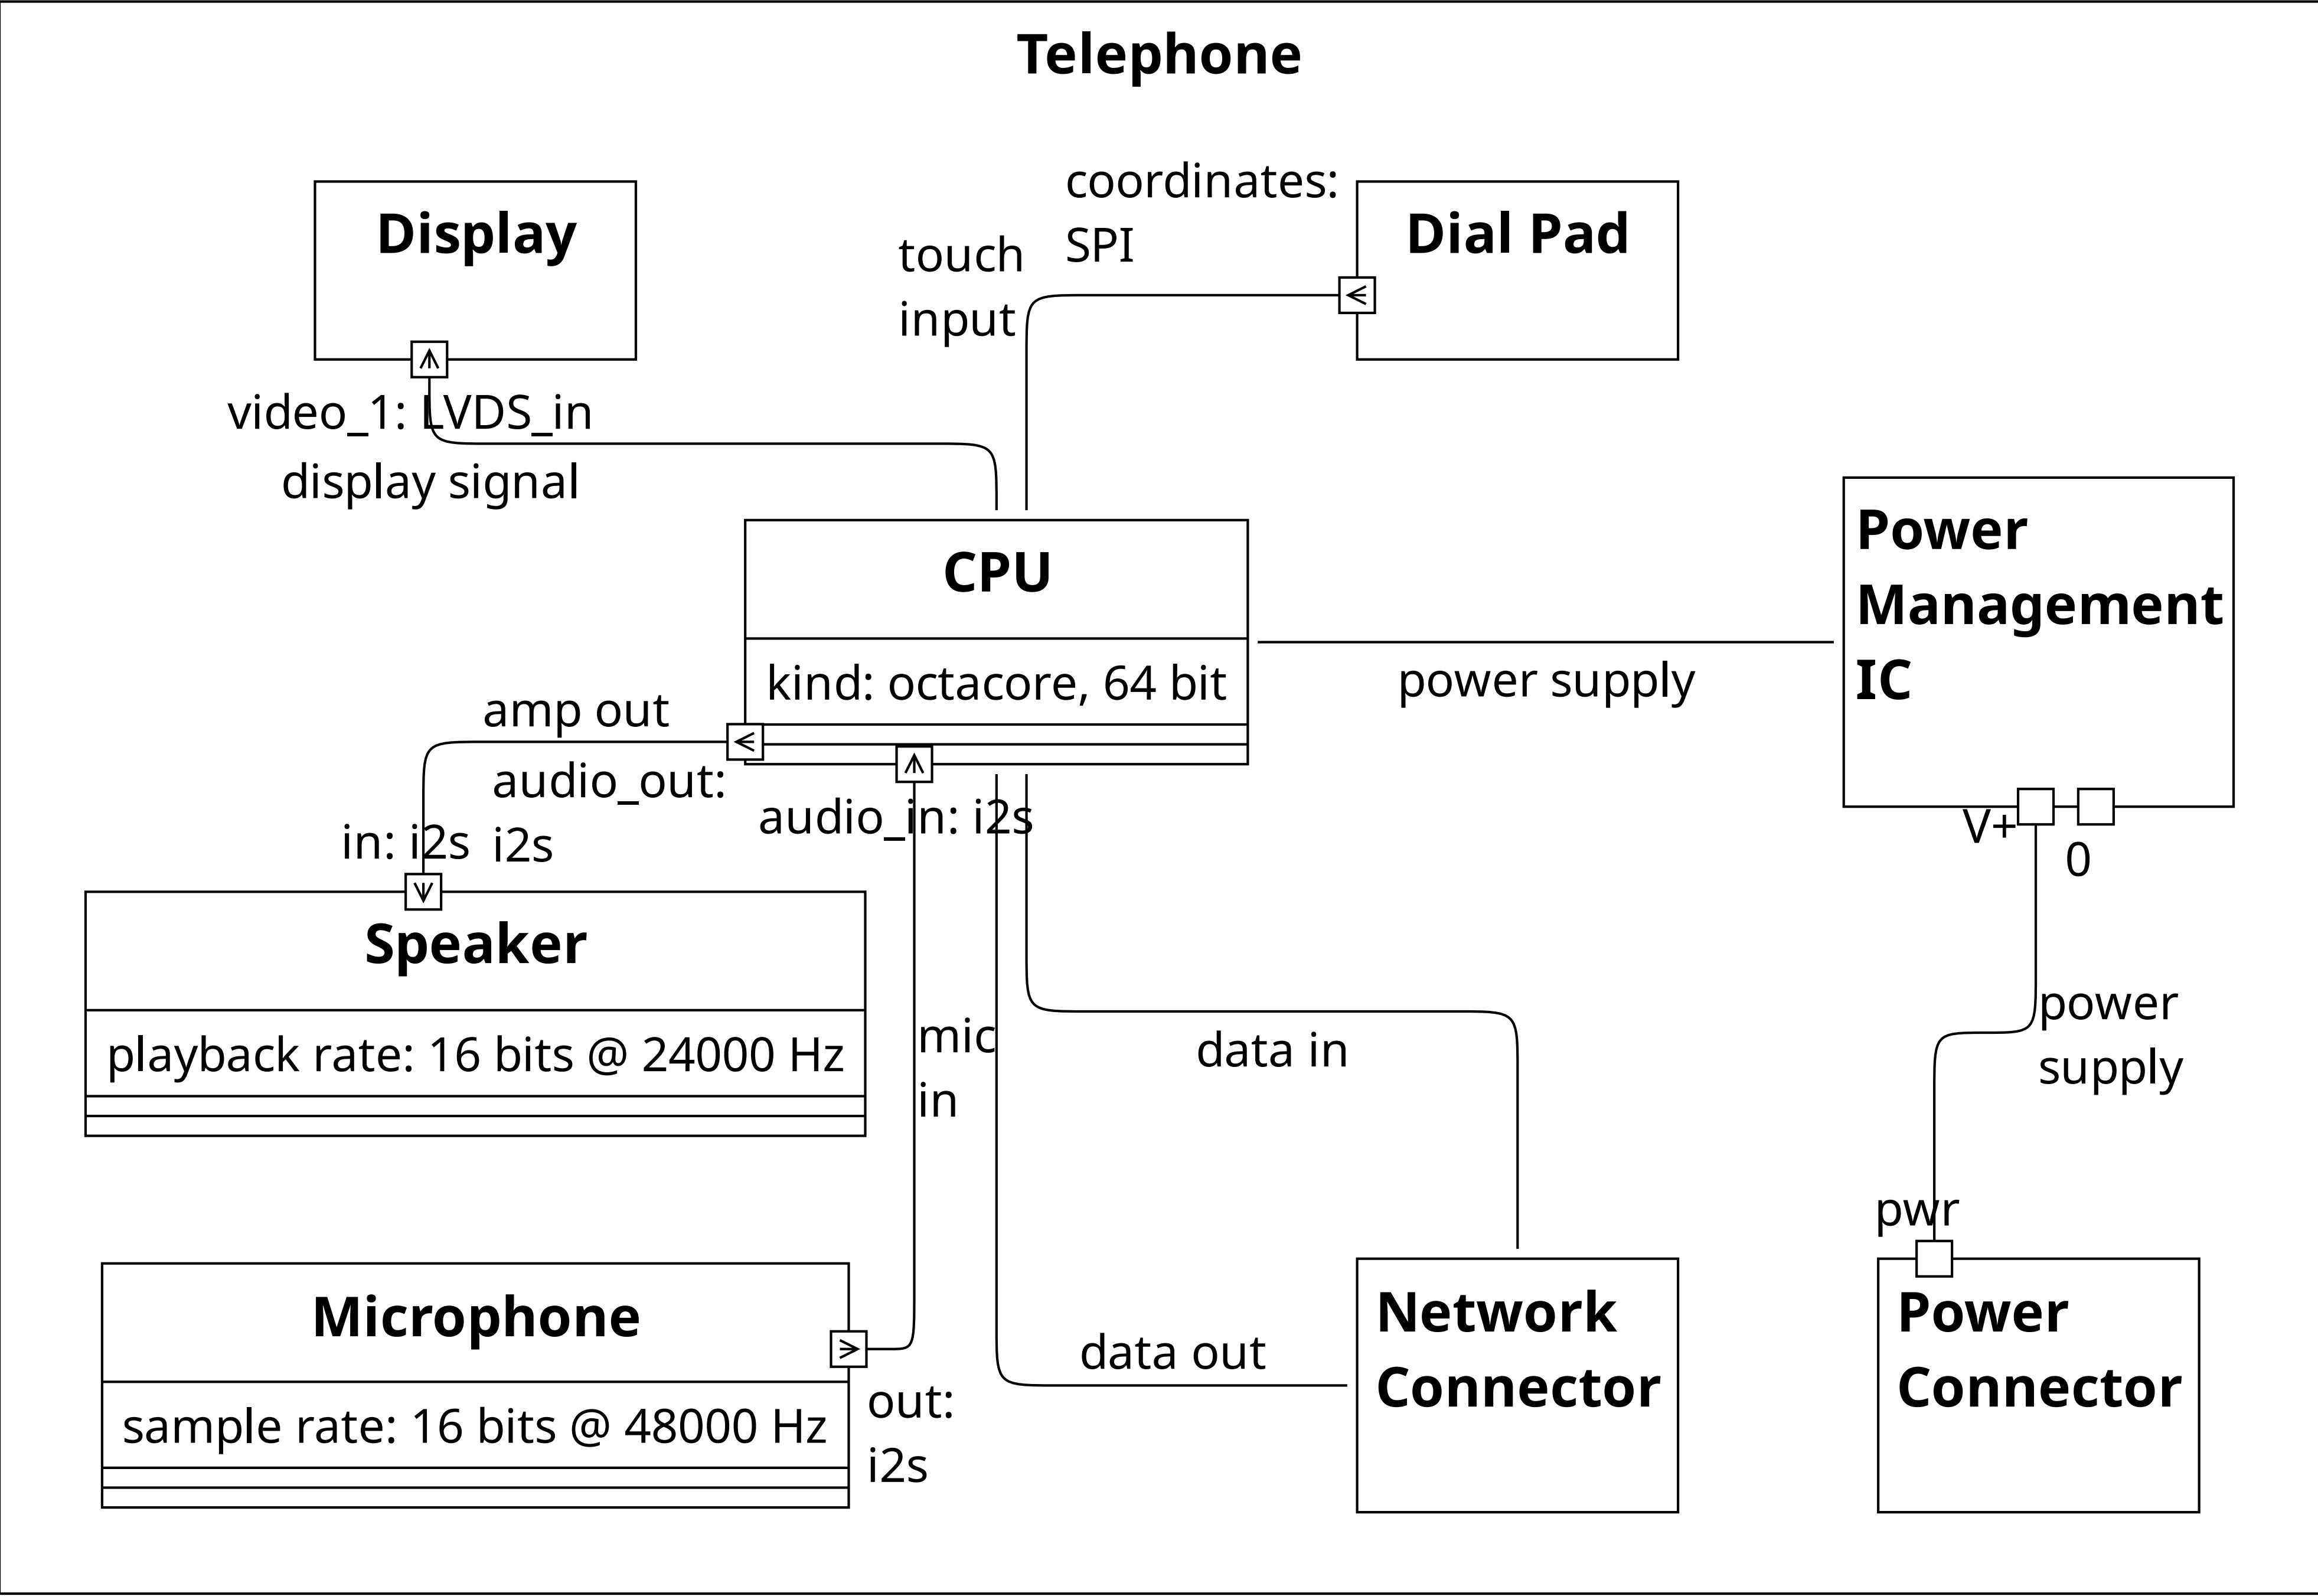 Telephone
Display
coordinates:
SPI
Dial Pad
touch
input
video_1: LVDS_in
display signal
CPU
kind: octacore, 64 bit
Power
Management
IC
power supply
amp out
audio_out:
i2s
in: i2s
audio_in: i2s
V+
0
Speaker
playback rate: 16 bits @ 24000 Hz
mic
in
data in
power
supply
pwr
Microphone
sample rate: 16 bits @ 48000 Hz
out:
i2s
data out
Network
Connector
Power
Connector